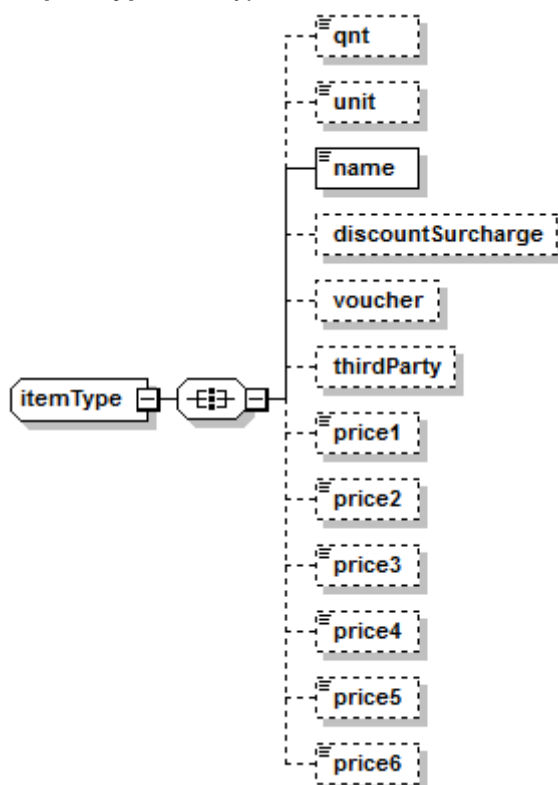 qnt
unit
name
discountSurcharge
voucher
thirdParty
itemType
price1
price2
price3
price4
price5
price6